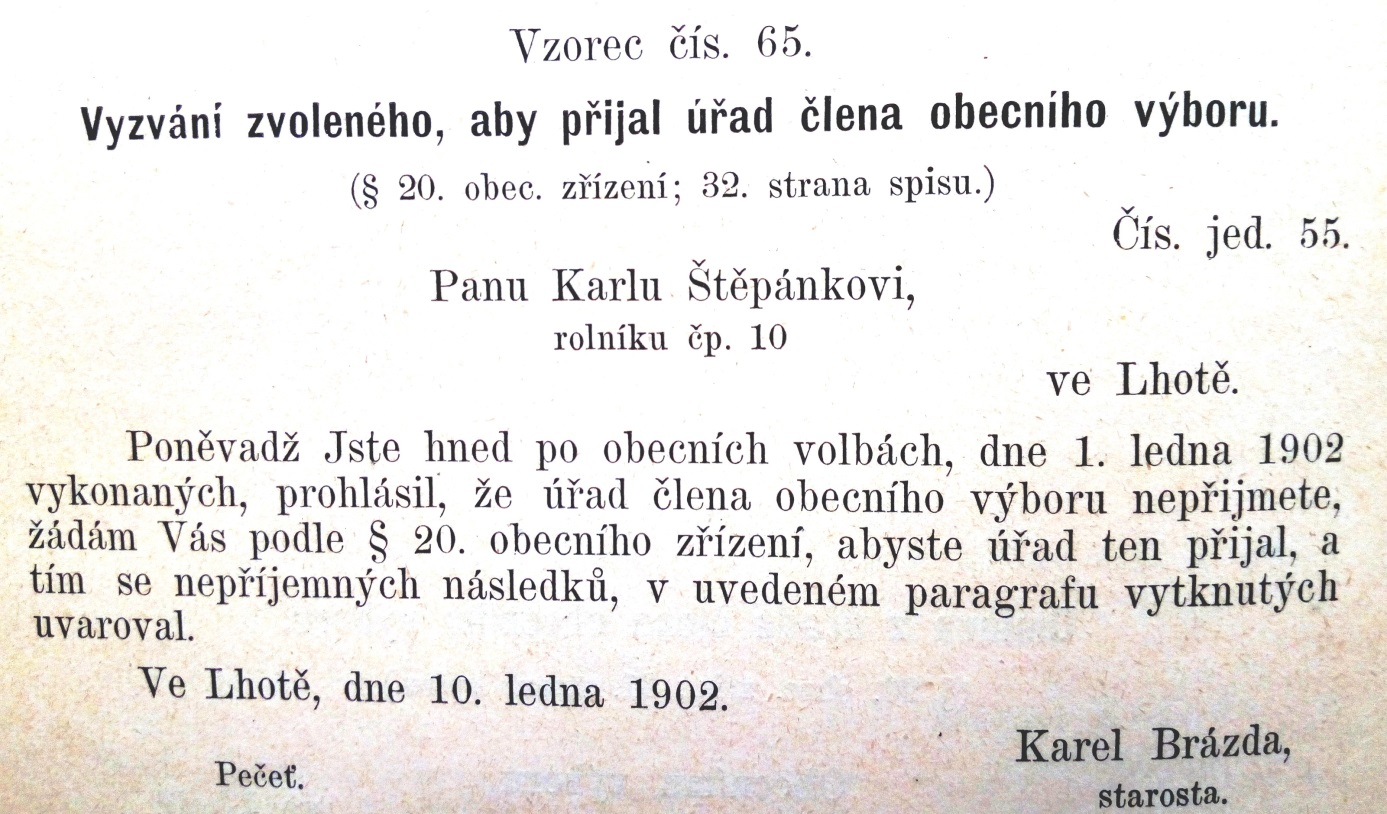 Vzorec čís. 65.
Vyzvání zvoleného, aby přijal úřad člena obecního výboru.
(§ 20. obec. zřízení; 32. strana spisu.)
Čís. jed. 55.
Panu Karlu Štěpánkovi,
rolníku čp. 10
ve Lhotě.
Poněvadž Jste hned po obecních volbách, dne 1. ledna 1902
vykonaných, prohlásil, že úřad člena obecního výboru nepřijmete,
žádám Vás podle § 20. obecního zřízení, abyste úřad ten přijal, a
tím se nepříjemných následků, v uvedeném paragrafu vytknutých
uvaroval.
Ve Lhotě, dne 10. ledna 1902.
Karel Brázda,
Pečeť.
starosta.